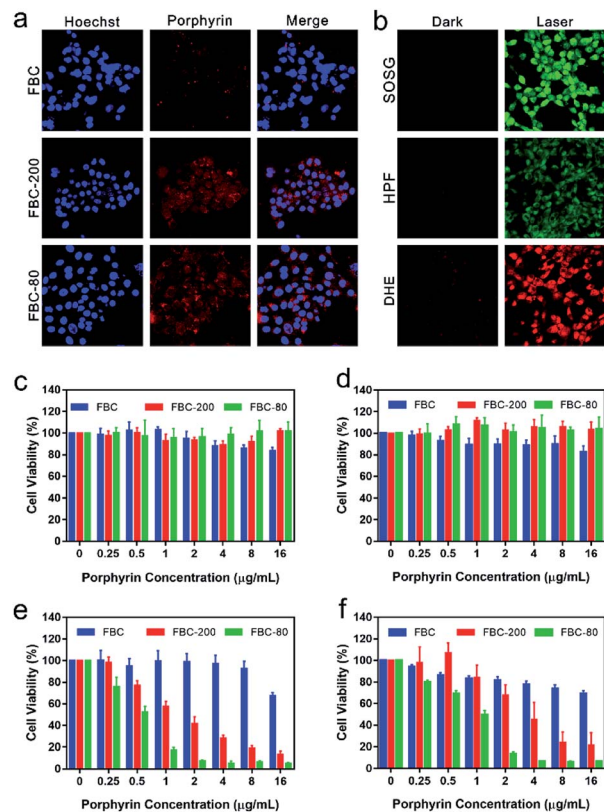 a
Hoechst Porphyrin Merge
FBC
FBC-200
FBC-80
b
Dark Laser
SOSG
HPF
DHE
c
FBC FBC-200 FBC-80
Cell Viability (%)
140
120
100
80
60
40
20
0
0 0.25 0.5 1 2 4 8 16
Porphyrin Concentration (μg/mL)
d
FBC FBC-200 FBC-80
Cell Viability (%)
140
120
100
80
60
40
20
0
0 0.25 0.5 1 2 4 8 16
Porphyrin Concentration (μg/mL)
e
FBC FBC-200 FBC-80
Cell Viability (%)
140
120
100
80
60
40
20
0
0 0.25 0.5 1 2 4 8 16
Porphyrin Concentration (μg/mL)
f
FBC FBC-200 FBC-80
Cell Viability (%)
140
120
100
80
60
40
20
0
0 0.25 0.5 1 2 4 8 16
Porphyrin Concentration (μg/mL)